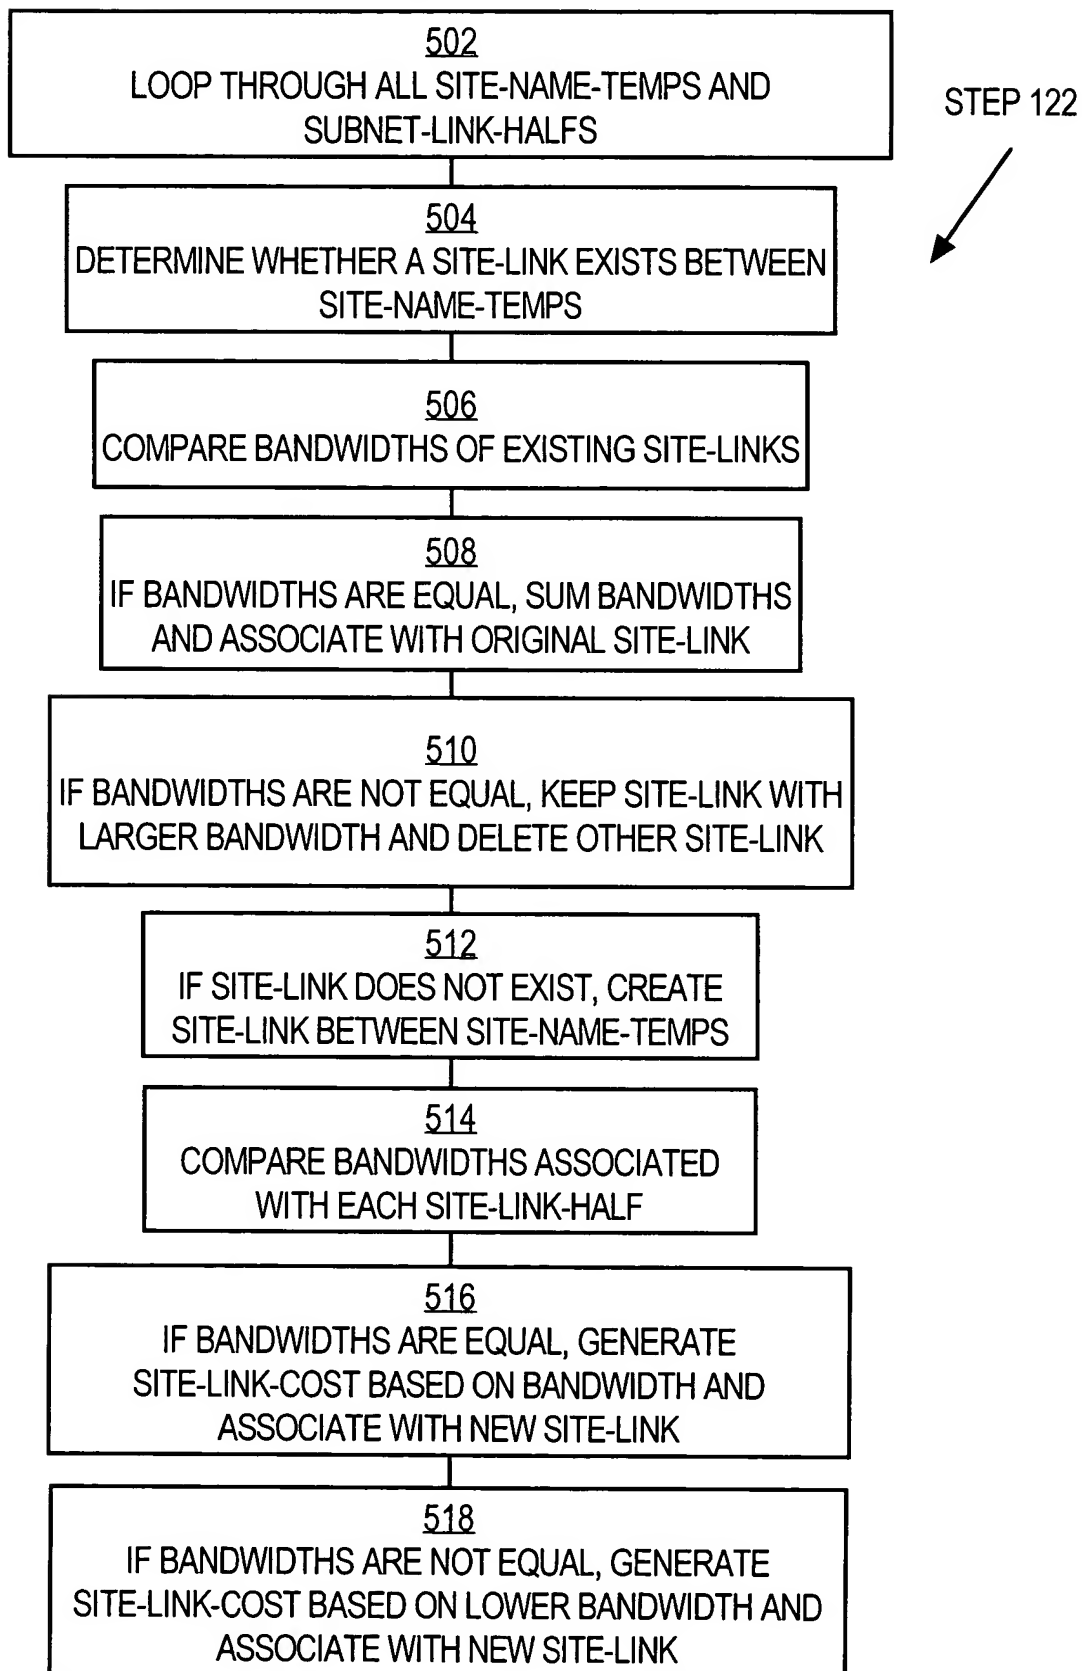 502
LOOP THROUGH ALL SITE-NAME-TEMPS AND
SUBNET-LINK-HALFS
STEP 122
504
DETERMINE WHETHER A SITE-LINK EXISTS BETWEEN
SITE-NAME-TEMPS
506
COMPARE BANDWIDTHS OF EXISTING SITE-LINKS
508
IF BANDWIDTHS ARE EQUAL, SUM BANDWIDTHS
AND ASSOCIATE WITH ORIGINAL SITE-LINK
510
IF BANDWIDTHS ARE NOT EQUAL, KEEP SITE-LINK WITH
LARGER BANDWIDTH AND DELETE OTHER SITE-LINK
512
IF SITE-LINK DOES NOT EXIST, CREATE
SITE-LINK BETWEEN SITE-NAME-TEMPS
514
COMPARE BANDWIDTHS ASSOCIATED
WITH EACH SITE-LINK-HALF
516
IF BANDWIDTHS ARE EQUAL, GENERATE
SITE-LINK-COST BASED ON BANDWIDTH AND
ASSOCIATE WITH NEW SITE-LINK
518
IF BANDWIDTHS ARE NOT EQUAL, GENERATE
SITE-LINK-COST BASED ON LOWER BANDWIDTH AND
ASSOCIATE WITH NEW SITE-LINK